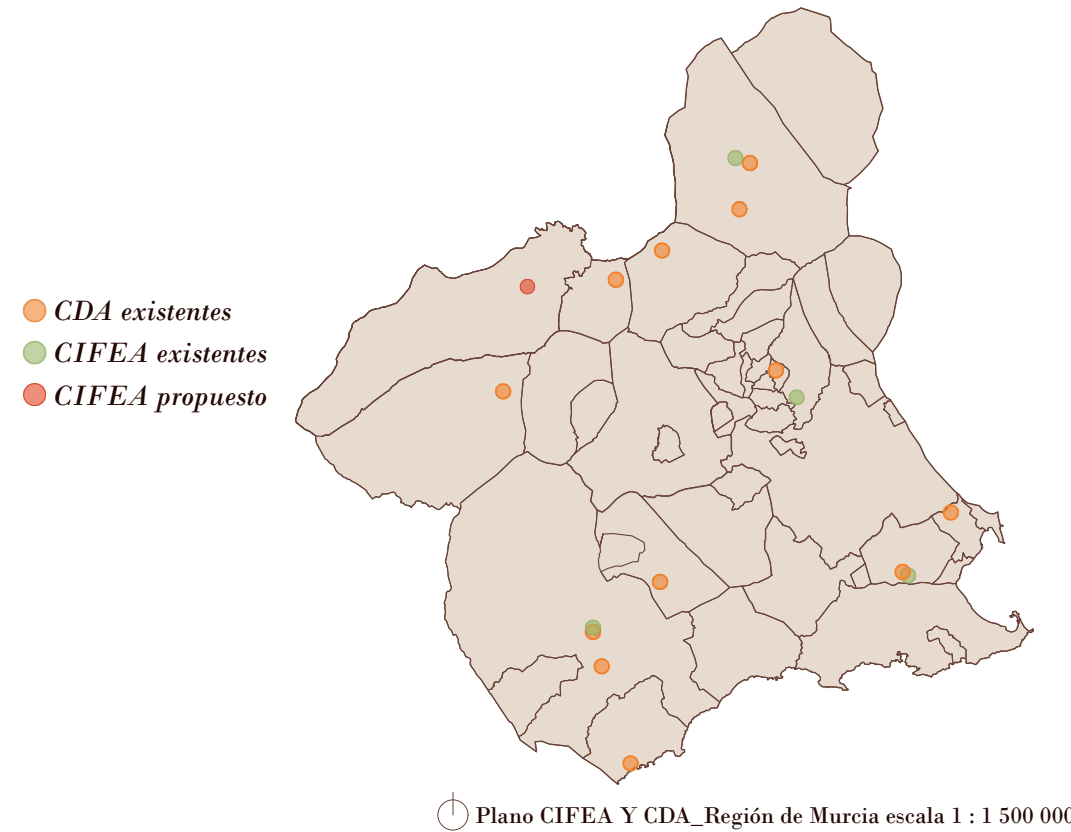 CDA existentes
CIFEA existentes
CIFEA propuesto
Plano CIFEA Y CDA_Región de Murcia escala 1 : 1 500 000